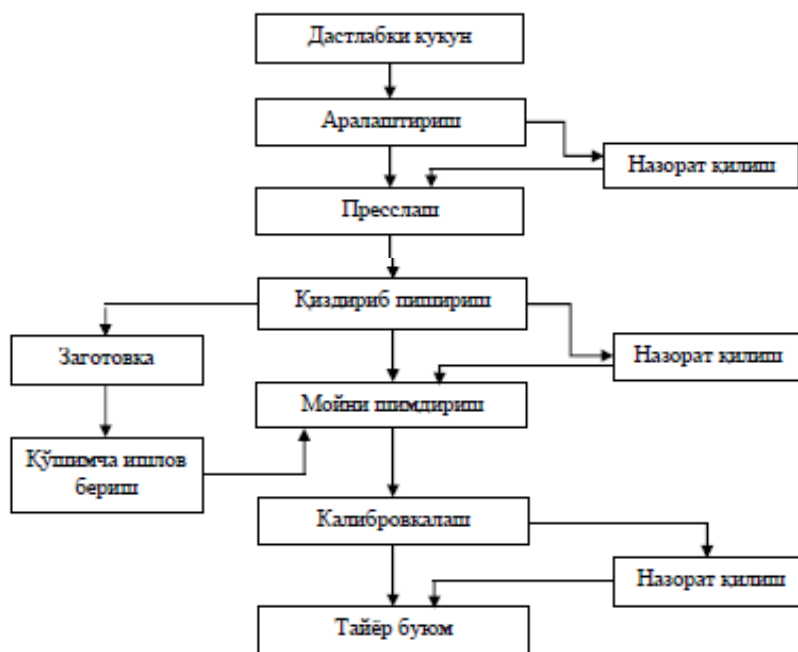 Дастлабки кукун
Аралаштириш
Назорат қилиш
Пресслаш
Қиздириб пишириш
Заготовка
Назорат қилиш
Мойни шимдириш
Қўшимча ишлов
бериш
Калибровкалаш
Назорат қилиш
Тайёр буюм